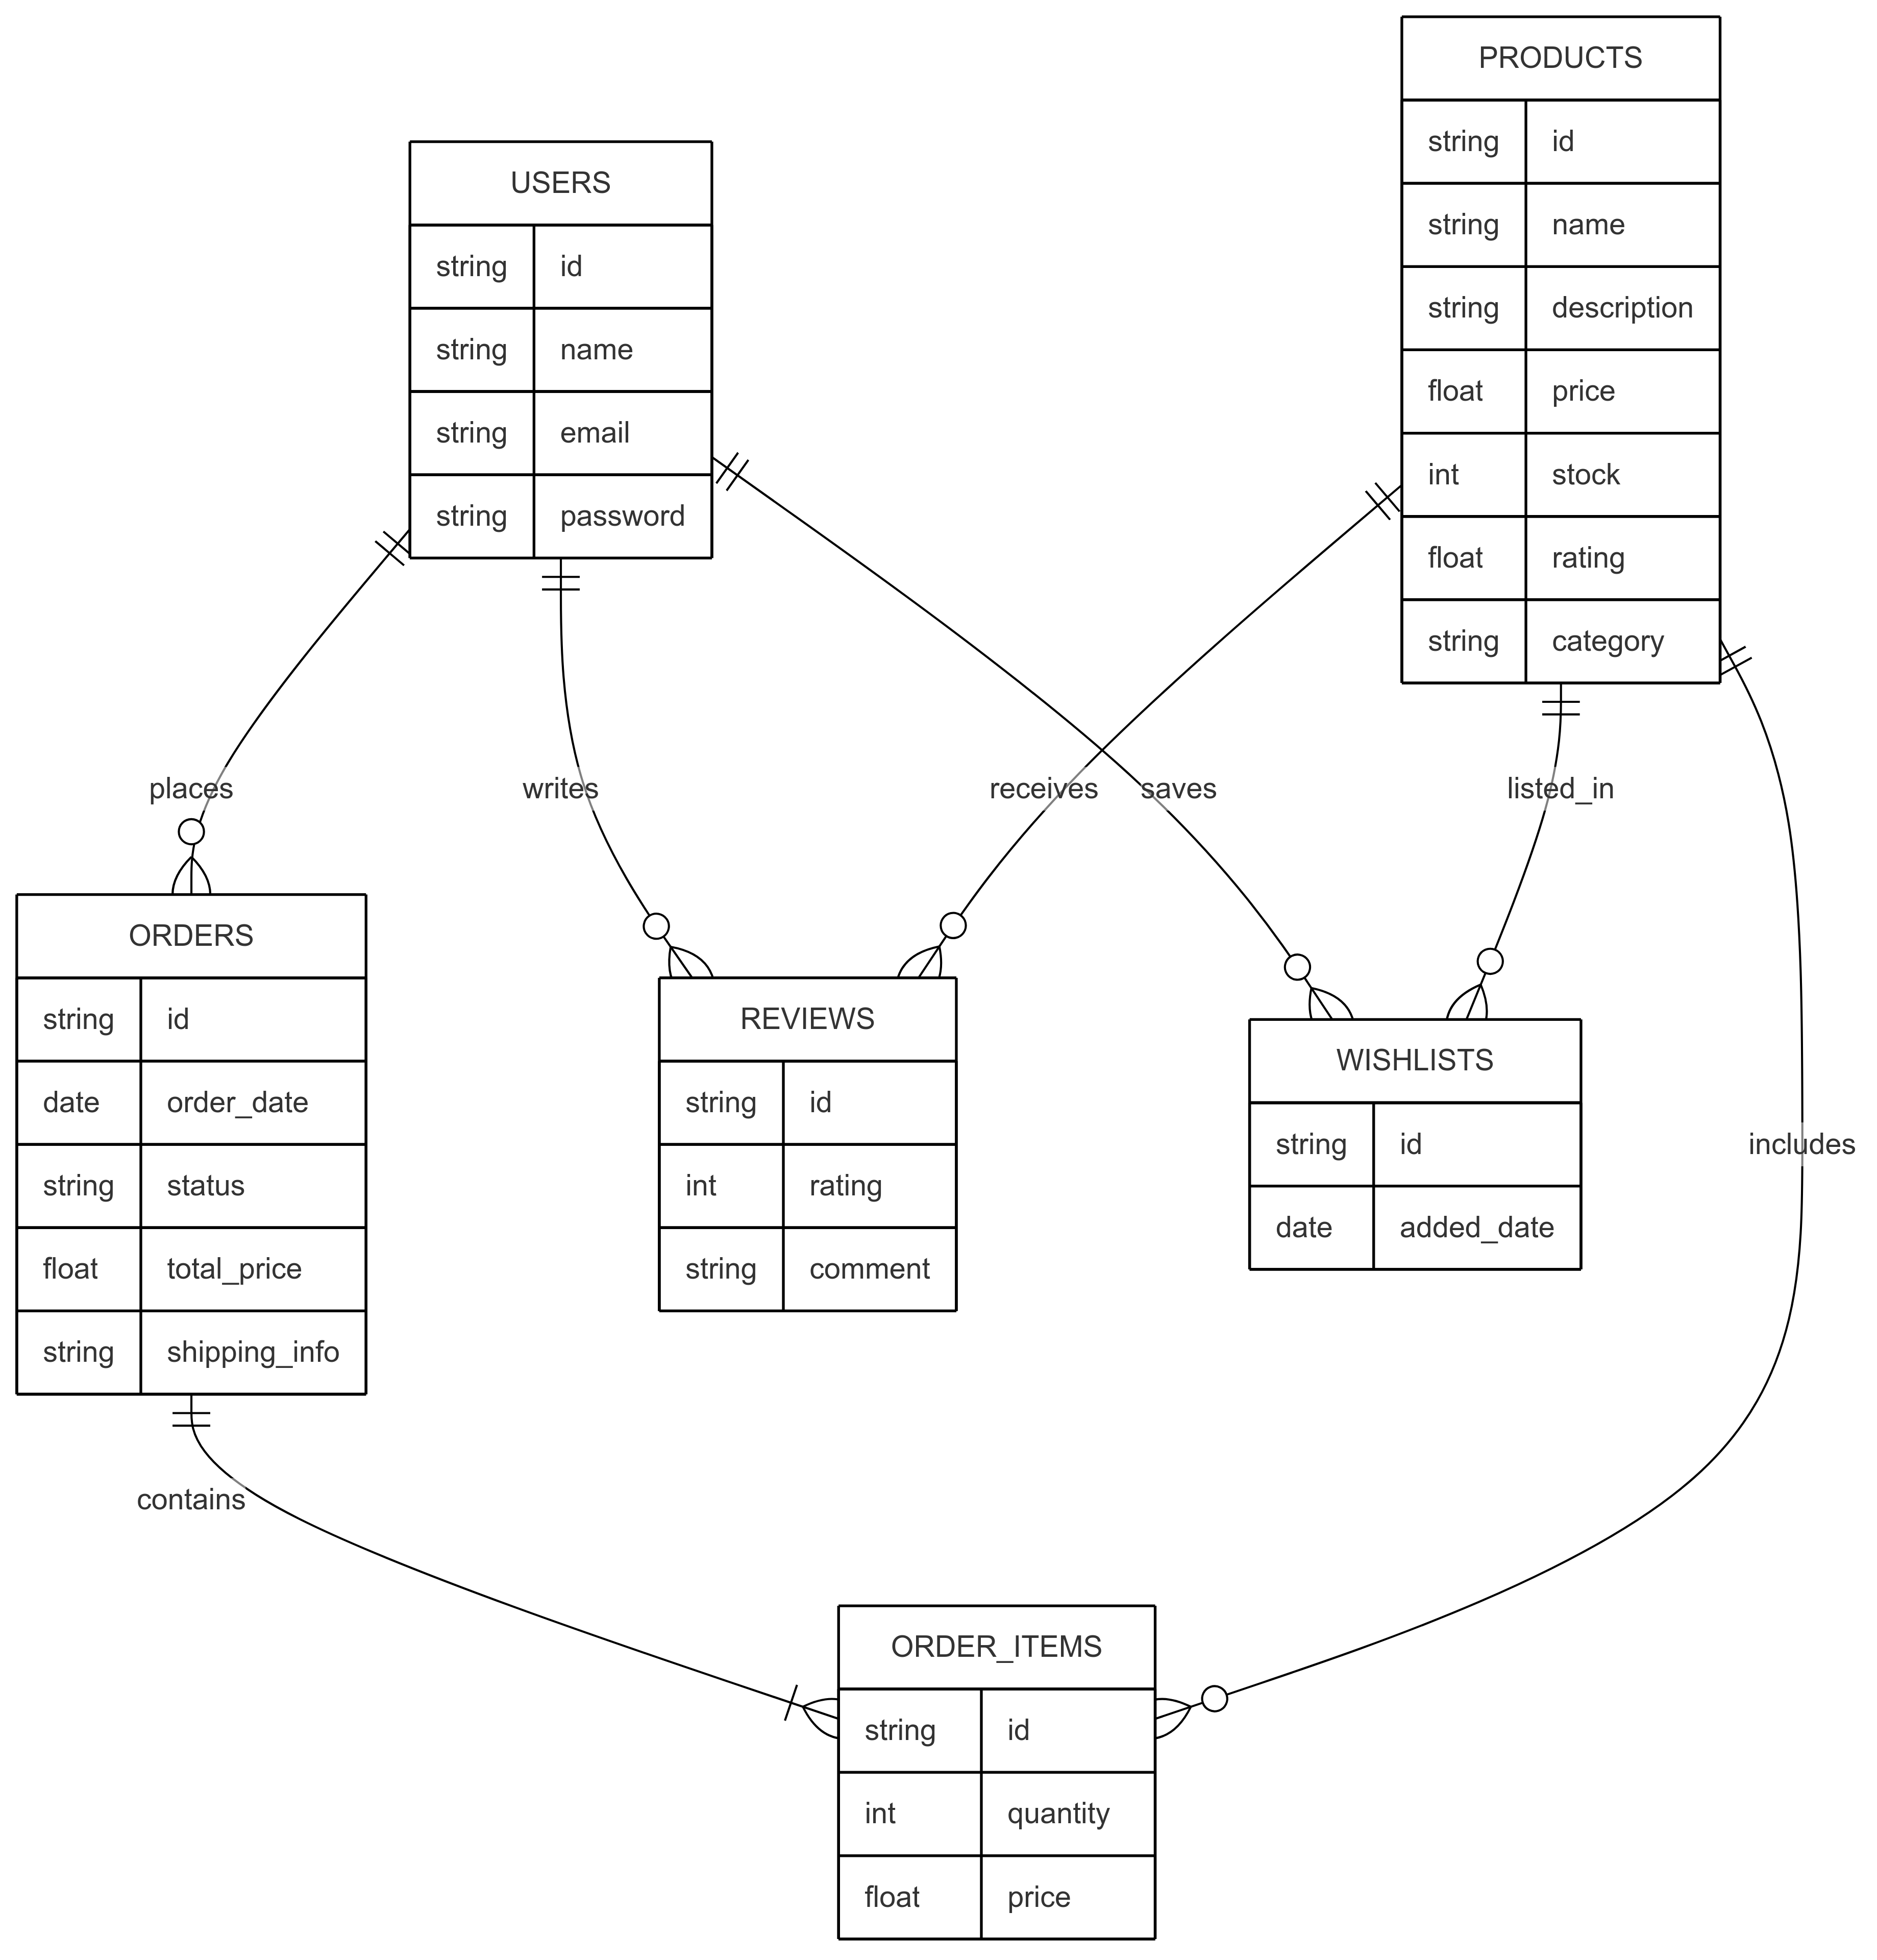 PRODUCTS
string id
string name
string description
float price
int stock
float rating
string category
USERS
string id
string name
string email
string password
places
writes
receives
saves
listed_in
ORDERS
string id
date order_date
string status
float total_price
string shipping_info
REVIEWS
string id
int rating
string comment
WISHLISTS
string id
date added_date
includes
contains
ORDER_ITEMS
string id
int quantity
float price